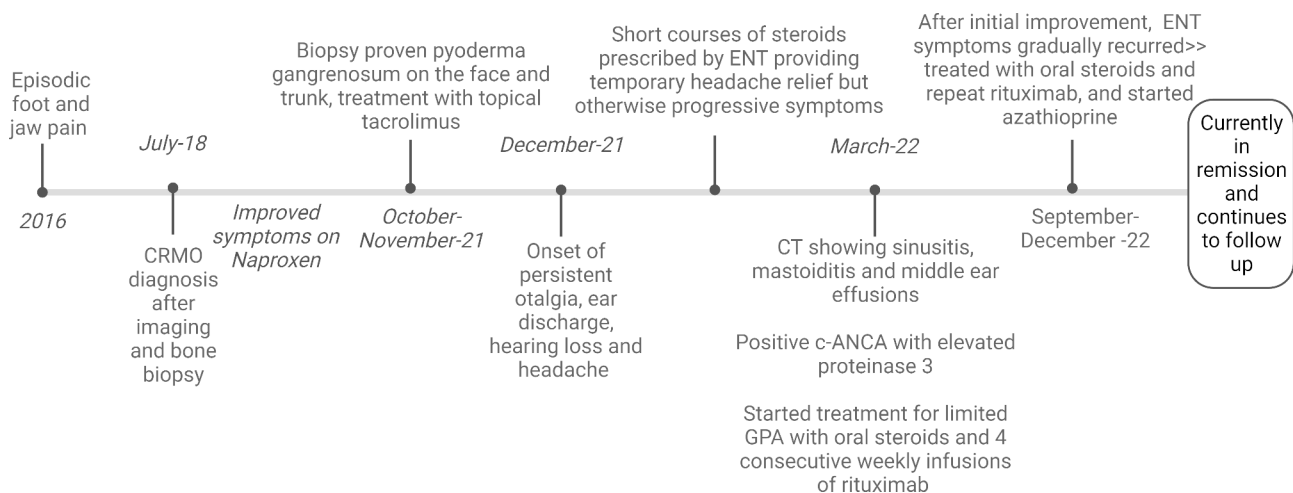 Episodic
foot and
jaw pain
2016
July-18
CRMO
diagnosis
after
imaging
and bone
biopsy
Improved
symptoms on
Naproxen
Biopsy proven pyoderma
gangrenosum on the face and
trunk, treatment with topical
tacrolimus
October-
November-21
December-21
Onset of
persistent
otalgia, ear
discharge,
hearing loss and
headache
Short courses of steroids
prescribed by ENT providing
temporary headache relief but
otherwise progressive symptoms
March-22
CT showing sinusitis,
mastoiditis and middle ear
effusions
Positive c-ANCA with elevated
proteinase 3
Started treatment for limited
GPA with oral steroids and 4
consecutive weekly infusions
of rituximab
After initial improvement, ENT
symptoms gradually recurred>>
treated with oral steroids and
repeat rituximab, and started
azathioprine
September-
December -22
Currently
in
remission
and
continues
to follow
up